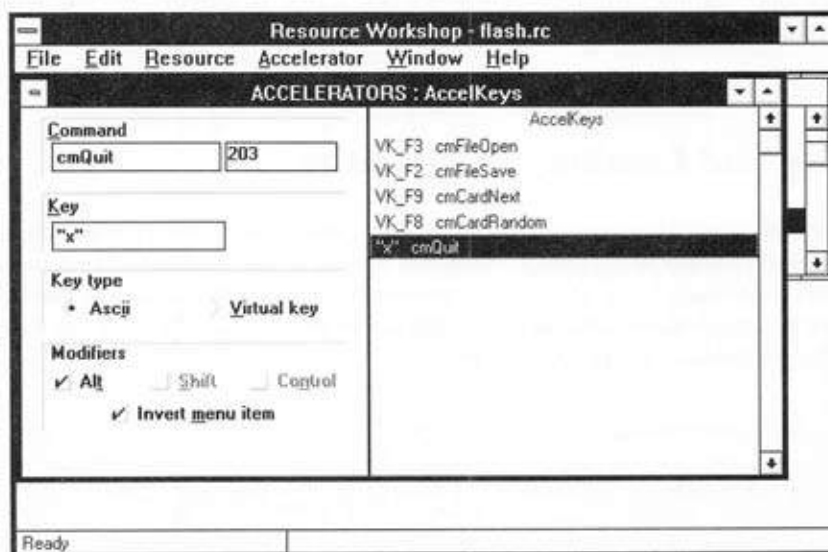 Resource Workshop - flash.rc
File Edit Resource Accelerator Window Help
ACCELERATORS : AccelKeys
Command
cmQuit 203
Key
"x"
Key type
Ascii Virtual key
Modifiers
Alt Shift Control
Invert menu item
AccelKeys
VK_F3 cmFileOpen
VK_F2 cmFileSave
VK_F9 cmCardNext
VK_F8 cmCardRandom
"x" cmQuit
Ready